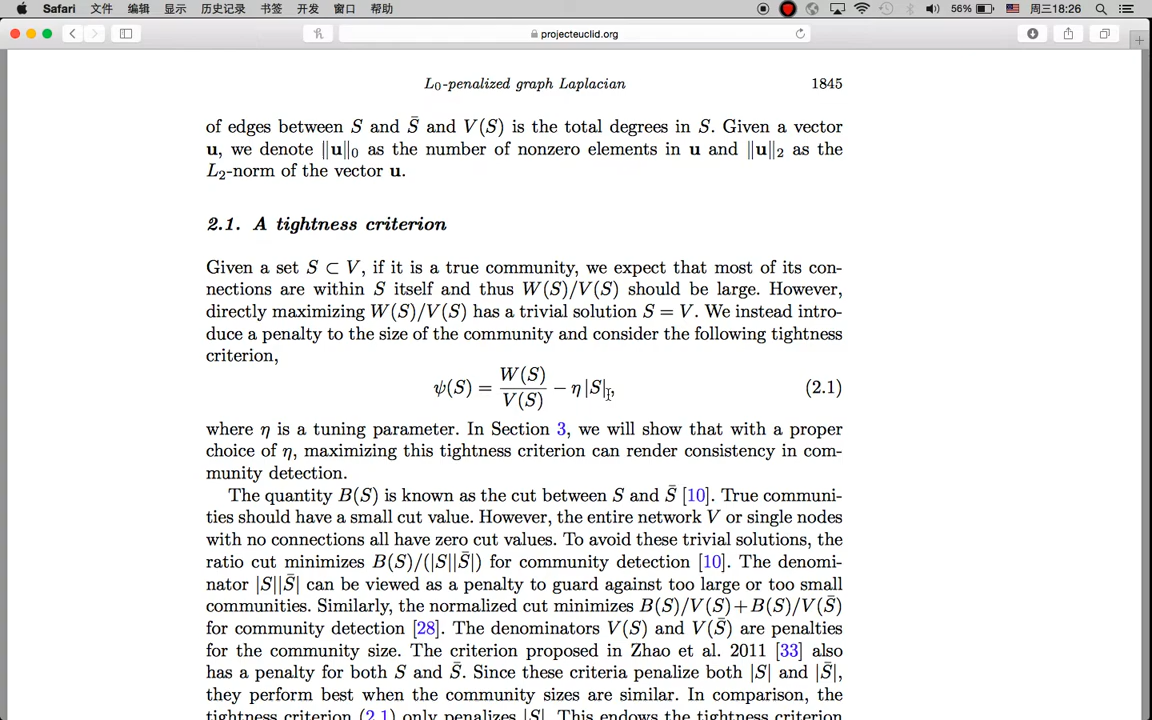 Safari 文件 编辑 显示 历史记录 书签 开发 窗口 帮助 56% 周三18:26
projecteuclid.org
L₀-penalized graph Laplacian 1845
of edges between S and S̄ and V(S) is the total degrees in S. Given a vector
u, we denote ‖u‖₀ as the number of nonzero elements in u and ‖u‖₂ as the
L₂-norm of the vector u.
2.1. A tightness criterion
Given a set S ⊂ V, if it is a true community, we expect that most of its con-
nections are within S itself and thus W(S)/V(S) should be large. However,
directly maximizing W(S)/V(S) has a trivial solution S = V. We instead intro-
duce a penalty to the size of the community and consider the following tightness
criterion,
ψ(S) = W(S)/V(S) − η|S|, (2.1)
where η is a tuning parameter. In Section 3, we will show that with a proper
choice of η, maximizing this tightness criterion can render consistency in com-
munity detection.
The quantity B(S) is known as the cut between S and S̄ [10]. True communi-
ties should have a small cut value. However, the entire network V or single nodes
with no connections all have zero cut values. To avoid these trivial solutions, the
ratio cut minimizes B(S)/(|S||S̄|) for community detection [10]. The denomi-
nator |S||S̄| can be viewed as a penalty to guard against too large or too small
communities. Similarly, the normalized cut minimizes B(S)/V(S)+B(S)/V(S̄)
for community detection [28]. The denominators V(S) and V(S̄) are penalties
for the community size. The criterion proposed in Zhao et al. 2011 [33] also
has a penalty for both S and S̄. Since these criteria penalize both |S| and |S̄|,
they perform best when the community sizes are similar. In comparison, the
tightness criterion (2.1) only penalizes |S|. This endows the tightness criterion